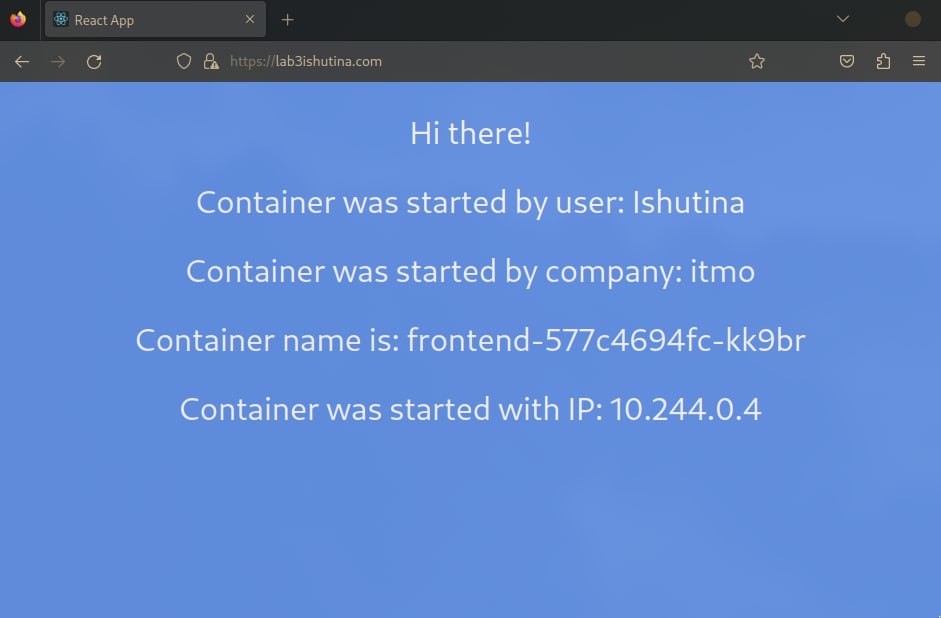 React App
https://lab3ishutina.com
Hi there!
Container was started by user: Ishutina
Container was started by company: itmo
Container name is: frontend-577c4694fc-kk9br
Container was started with IP: 10.244.0.4